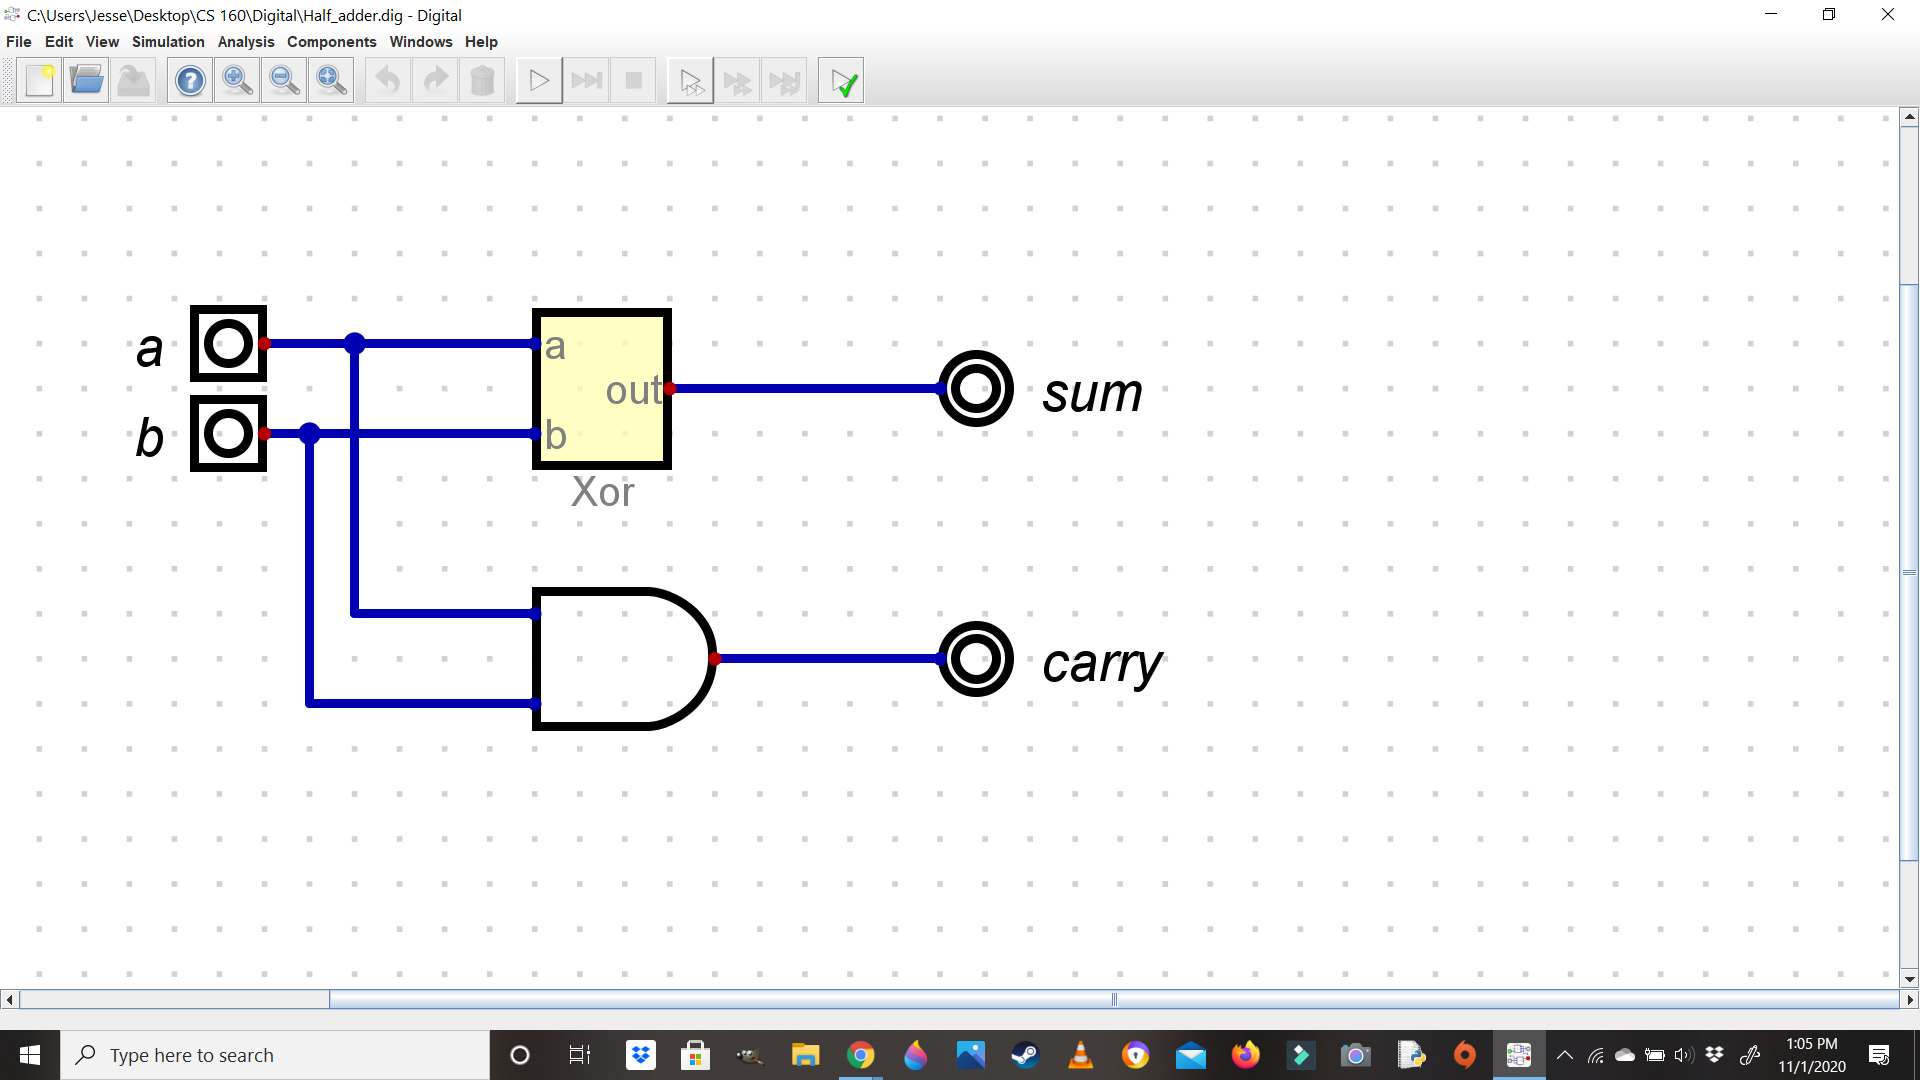 C:\Users\Jesse\Desktop\CS 160\Digital\Half_adder.dig - Digital
File Edit View Simulation Analysis Components Windows Help
a
a
out
sum
b
b
Xor
carry
Type here to search
1:05 PM
11/1/2020